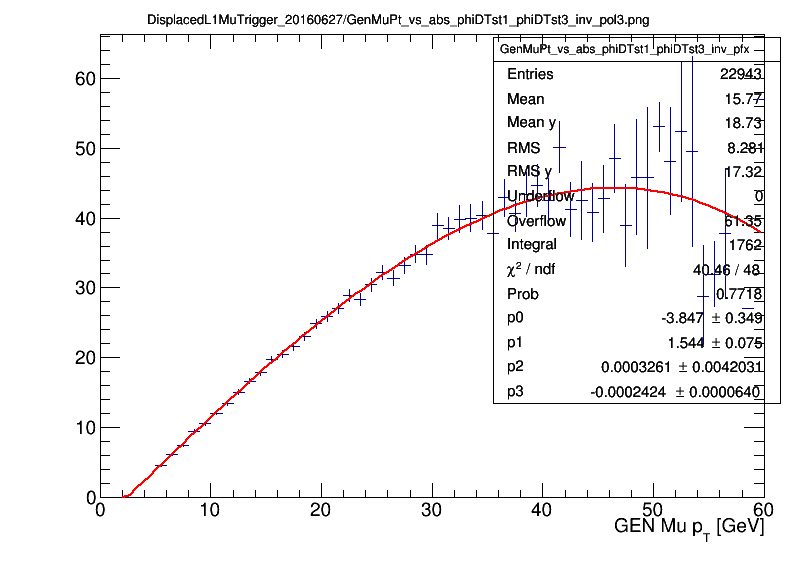 DisplacedL1MuTrigger_20160627/GenMuPt_vs_abs_phiDTst1_phiDTst3_inv_pol3.png
GenMuPt_vs_abs_phiDTst1_phiDTst3_inv_pfx
Entries 22943
Mean 15.77
Mean y 18.73
RMS 8.281
RMS y 17.32
Underflow 0
Overflow 61.35
Integral 1762
χ² / ndf 40.46 / 48
Prob 0.7718
p0 -3.847 ± 0.349
p1 1.544 ± 0.075
p2 0.0003261 ± 0.0042031
p3 -0.0002424 ± 0.0000640
60
50
40
30
20
10
0
0 10 20 30 40 50 60
GEN Mu p_T [GeV]